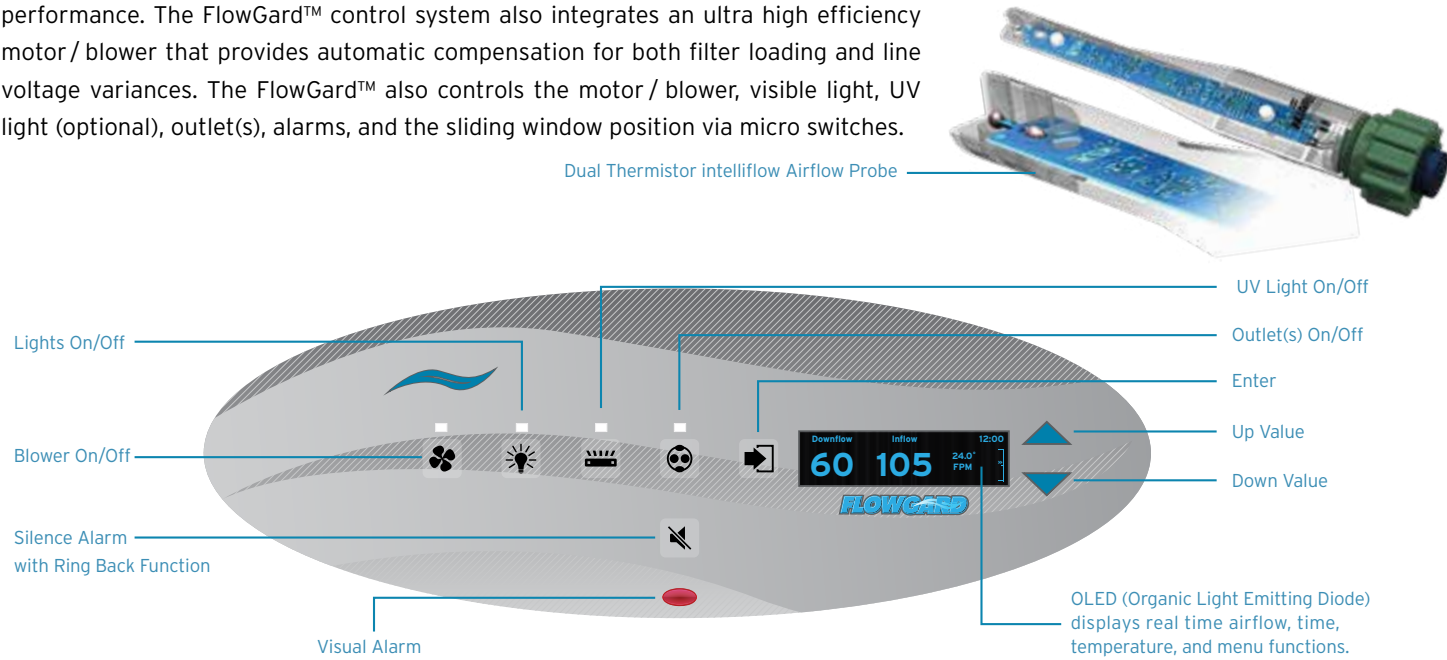 performance. The FlowGard™ control system also integrates an ultra high efficiency
motor / blower that provides automatic compensation for both filter loading and line
voltage variances. The FlowGard™ also controls the motor / blower, visible light, UV
light (optional), outlet(s), alarms, and the sliding window position via micro switches.
Dual Thermistor intelliflow Airflow Probe
UV Light On/Off
Outlet(s) On/Off
Lights On/Off
Enter
Up Value
Blower On/Off
Downflow Inflow 12:00
60 105 24.0°
FPM
Down Value
FLOWGARD
Silence Alarm
with Ring Back Function
OLED (Organic Light Emitting Diode)
displays real time airflow, time,
temperature, and menu functions.
Visual Alarm